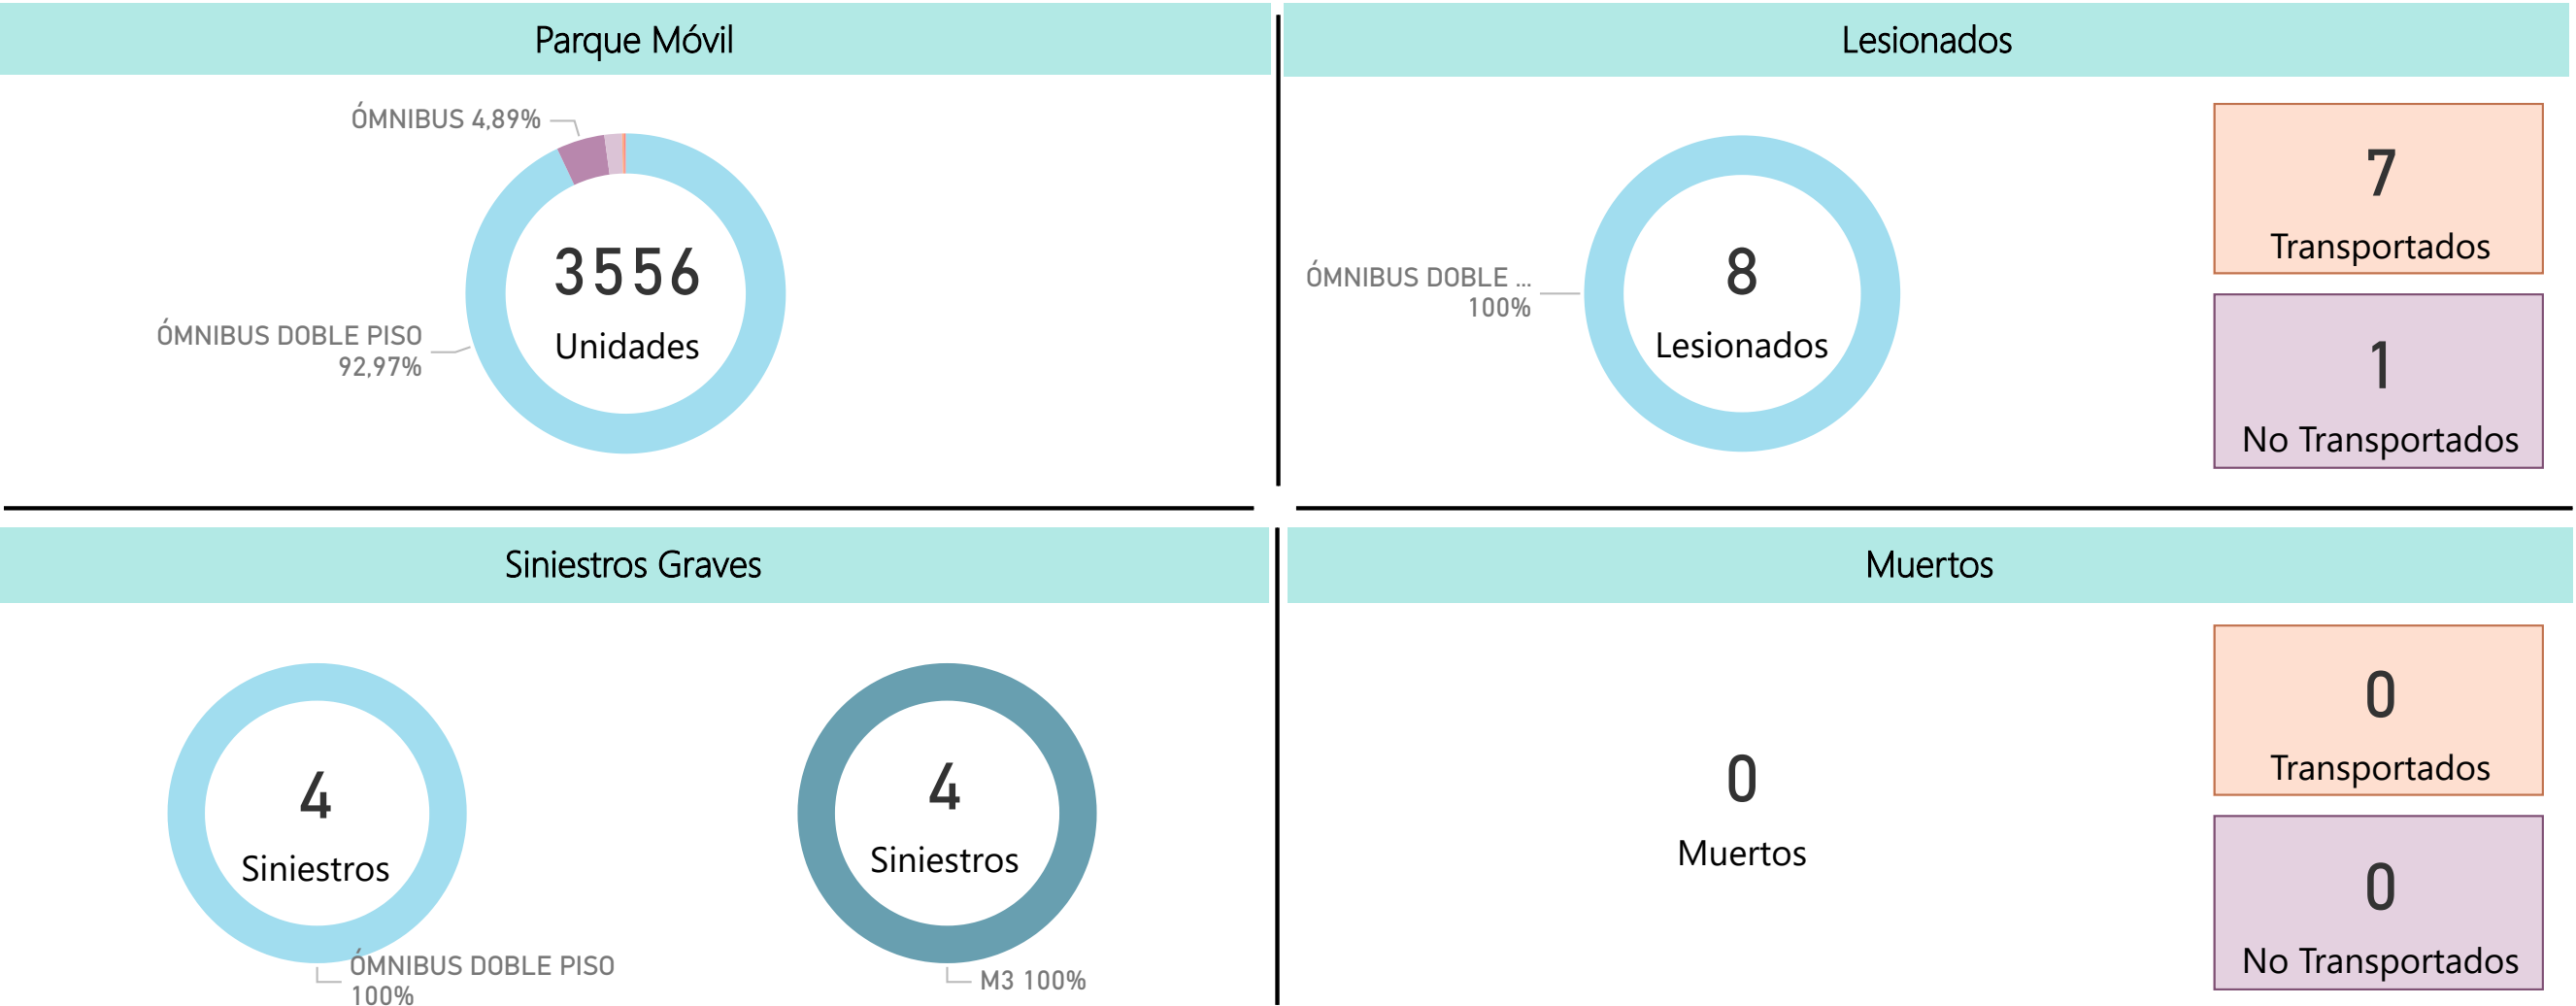 Parque Móvil
ÓMNIBUS 4,89%
3556
Unidades
ÓMNIBUS DOBLE PISO
92,97%
Lesionados
ÓMNIBUS DOBLE ...
100%
8
Lesionados
7
Transportados
1
No Transportados
Siniestros Graves
4
Siniestros
ÓMNIBUS DOBLE PISO
100%
4
Siniestros
M3 100%
Muertos
0
Muertos
0
Transportados
0
No Transportados